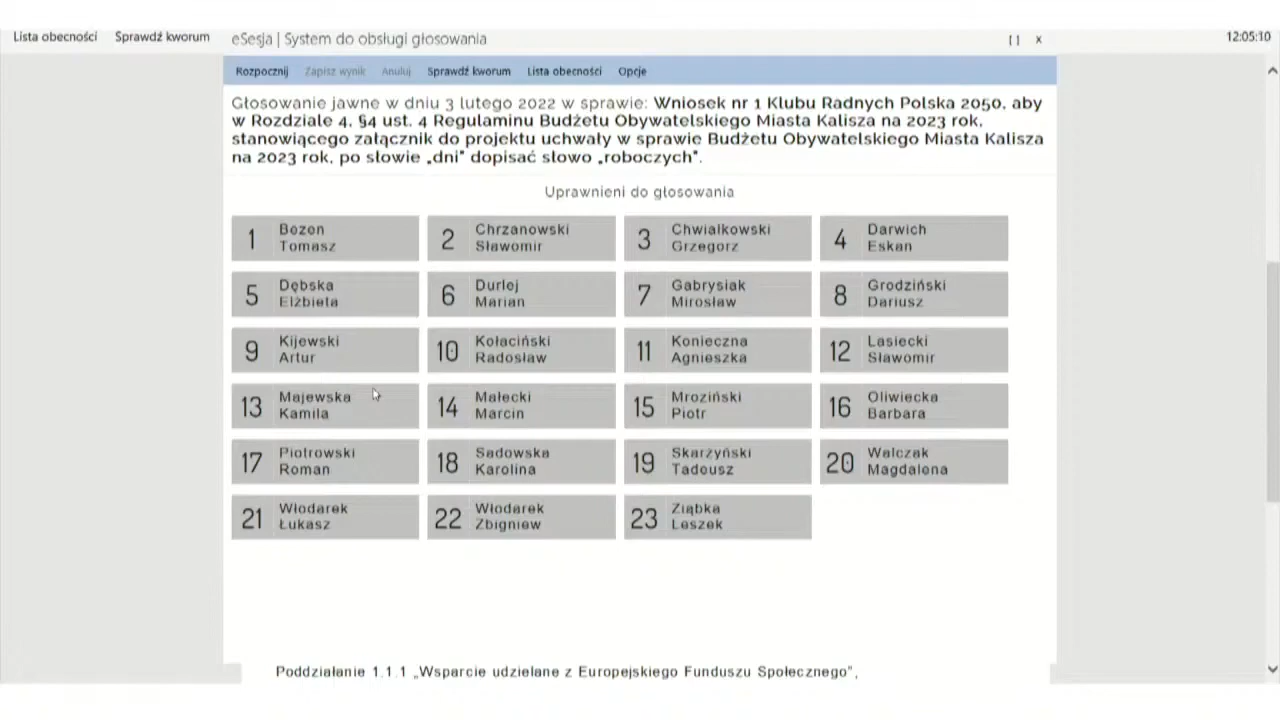 Lista obecności Sprawdź kworum eSesja | System do obsługi głosowania [ ] x 12:05:10
Rozpocznij Zapisz wynik Anuluj Sprawdź kworum Lista obecności Opcje
Głosowanie jawne w dniu 3 lutego 2022 w sprawie: Wniosek nr 1 Klubu Radnych Polska 2050, aby
w Rozdziale 4, §4 ust. 4 Regulaminu Budżetu Obywatelskiego Miasta Kalisza na 2023 rok,
stanowiącego załącznik do projektu uchwały w sprawie Budżetu Obywatelskiego Miasta Kalisza
na 2023 rok, po słowie „dni" dopisać słowo „roboczych".
Uprawnieni do głosowania
1 Bezen Tomasz
2 Chrzanowski Sławomir
3 Chwiałkowski Grzegorz
4 Darwich Eskan
5 Dębska Elżbieta
6 Durlej Marian
7 Gabrysiak Mirosław
8 Grodziński Dariusz
9 Kijewski Artur
10 Kołaciński Radosław
11 Konieczna Agnieszka
12 Lasiecki Sławomir
13 Majewska Kamila
14 Małecki Marcin
15 Mroziński Piotr
16 Oliwiecka Barbara
17 Piotrowski Roman
18 Sadowska Karolina
19 Skarżyński Tadeusz
20 Walczak Magdalena
21 Włodarek Łukasz
22 Włodarek Zbigniew
23 Ziąbka Leszek
Poddziałanie 1.1.1 „Wsparcie udzielane z Europejskiego Funduszu Społecznego",